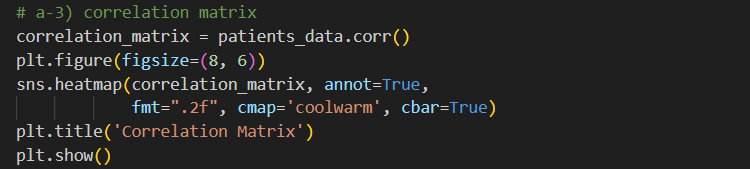 # a-3) correlation matrix
correlation_matrix = patients_data.corr()
plt.figure(figsize=(8, 6))
sns.heatmap(correlation_matrix, annot=True,
            fmt=".2f", cmap='coolwarm', cbar=True)
plt.title('Correlation Matrix')
plt.show()